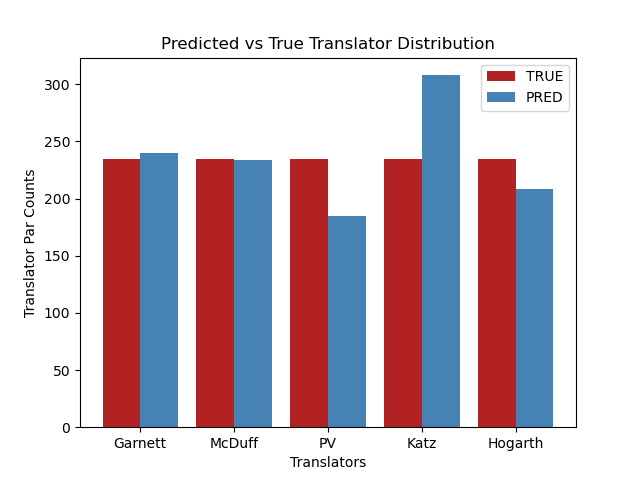 Predicted vs True Translator Distribution
TRUE
PRED
Translator Par Counts
300
250
200
150
100
50
0
Garnett McDuff PV Katz Hogarth
Translators